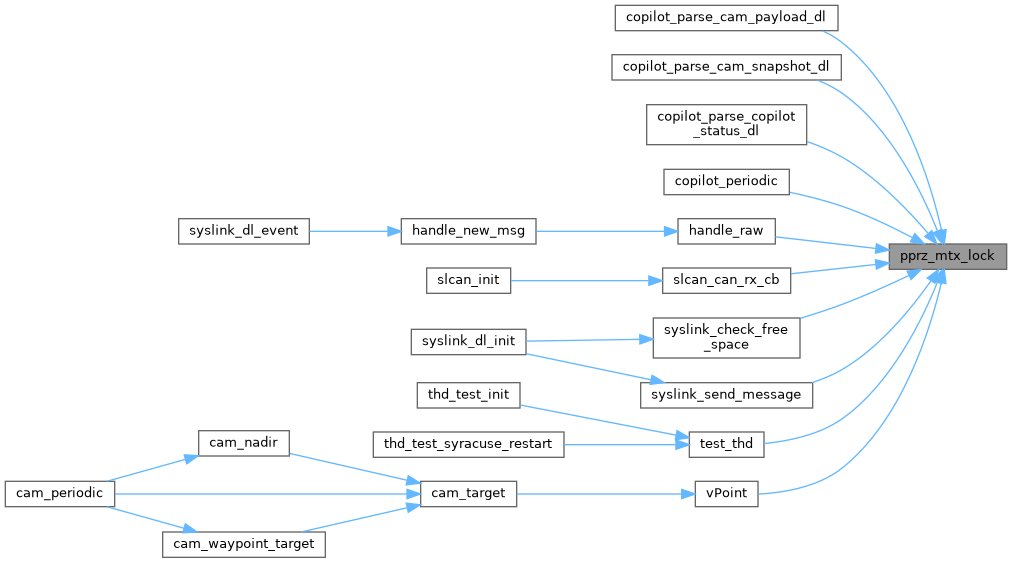 copilot_parse_cam_payload_dl
copilot_parse_cam_snapshot_dl
copilot_parse_copilot
_status_dl
copilot_periodic
syslink_dl_event
handle_new_msg
handle_raw
pprz_mtx_lock
slcan_init
slcan_can_rx_cb
syslink_dl_init
syslink_check_free
_space
thd_test_init
syslink_send_message
cam_nadir
thd_test_syracuse_restart
test_thd
cam_periodic
cam_target
vPoint
cam_waypoint_target